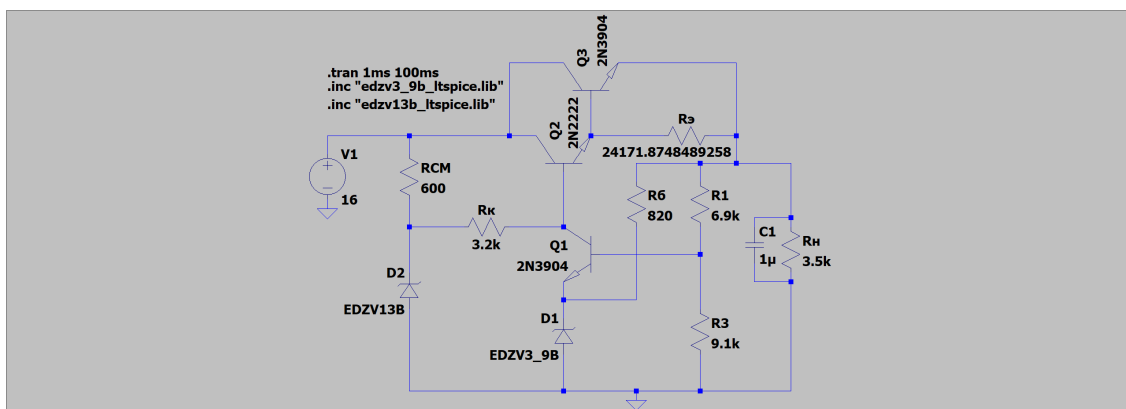 .tran 1ms 100ms
.inc "edzv3_9b_ltspice.lib"
.inc "edzv13b_ltspice.lib"
Q3
2N3904
Q2
2N2222
Rэ
24171.8748489258
V1
16
RCM
600
Rк
3.2k
Q1
2N3904
Rб
820
R1
6.9k
C1
1µ
Rн
3.5k
D2
EDZV13B
D1
EDZV3_9B
R3
9.1k